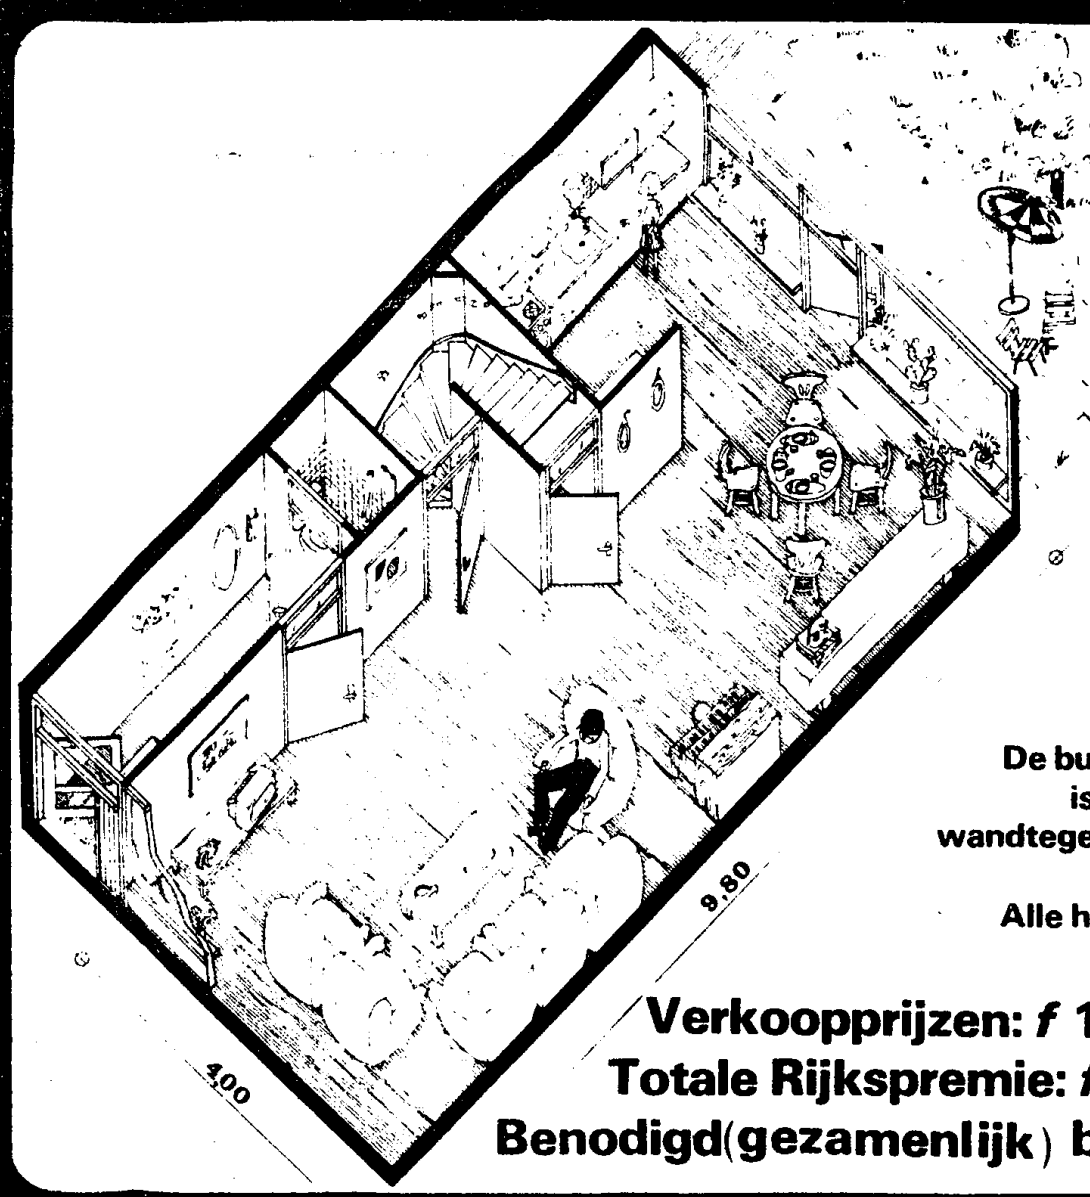 De bu
is
wandtege
9,80
Alle h
Verkoopprijzen: f 1
Totale Rijkspremie: f
4,00
Benodigd(gezamenlijk) b